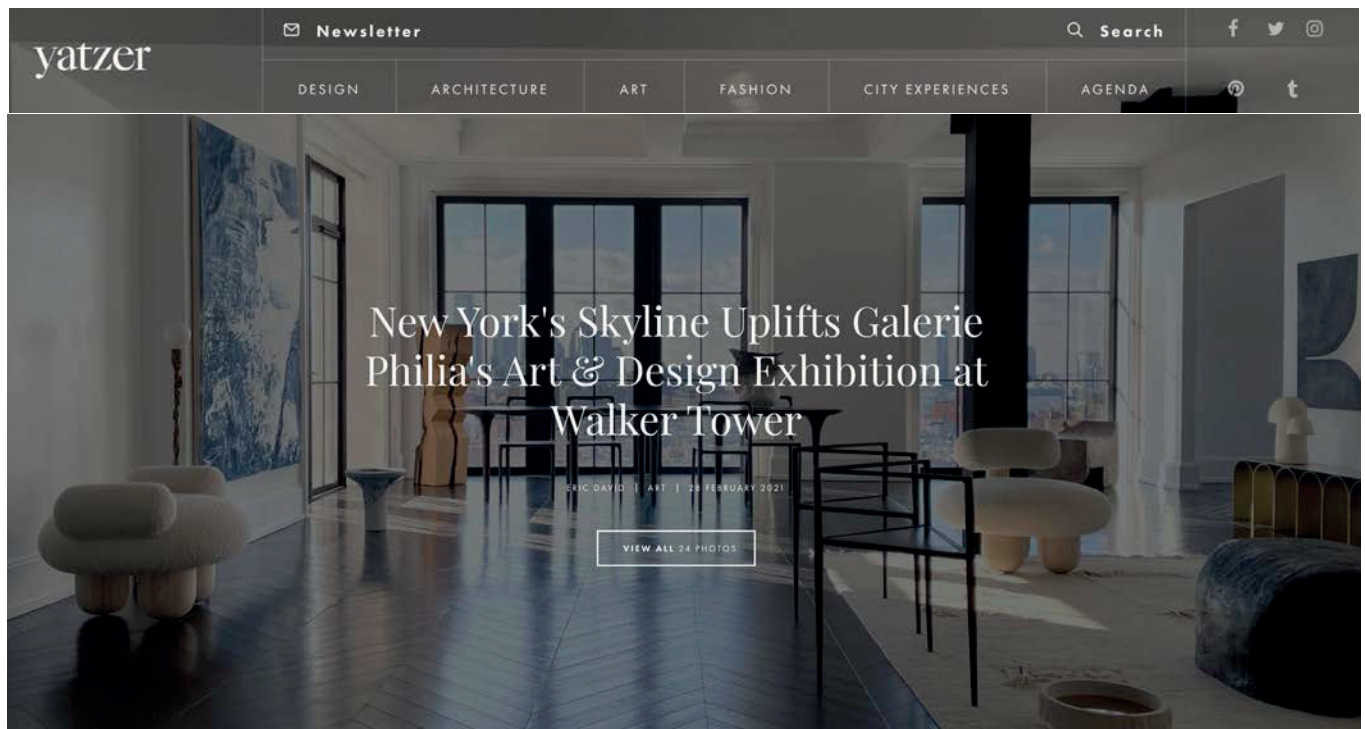 yatzer
Newsletter
Search
DESIGN
ARCHITECTURE
ART
FASHION
CITY EXPERIENCES
AGENDA
New York's Skyline Uplifts Galerie
Philia's Art & Design Exhibition at
Walker Tower
ERIC DAVID | ART | 28 FEBRUARY 2021
VIEW ALL 24 PHOTOS